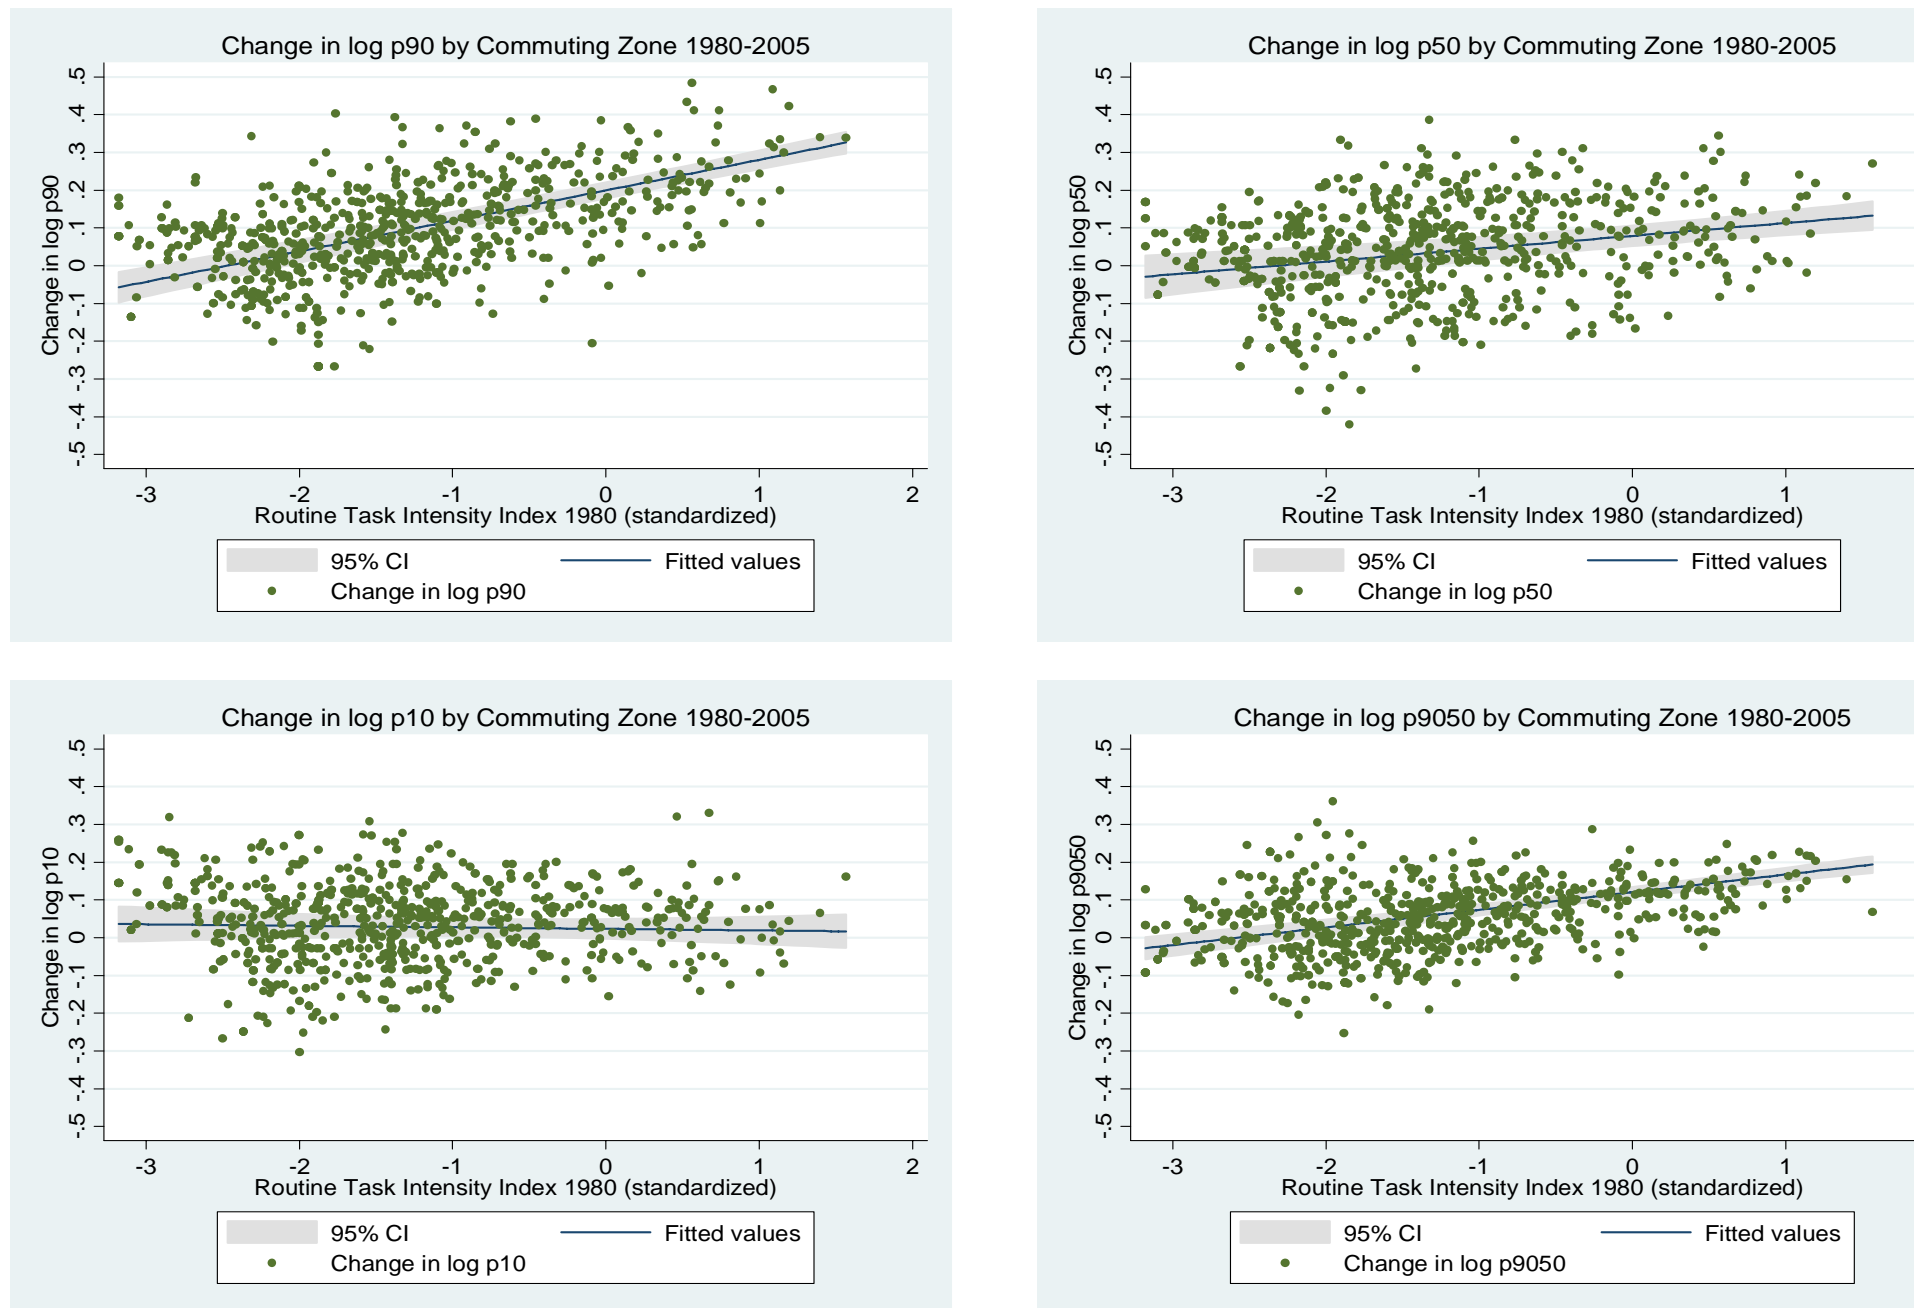 Change in log p90 by Commuting Zone 1980-2005
Change in log p90
.5
.4
.3
.2
.1
0
-.1
-.2
-.3
-.4
-.5
-3 -2 -1 0 1 2
Routine Task Intensity Index 1980 (standardized)
95% CI Fitted values
Change in log p90
Change in log p50 by Commuting Zone 1980-2005
Change in log p50
.5
.4
.3
.2
.1
0
-.1
-.2
-.3
-.4
-.5
-3 -2 -1 0 1
Routine Task Intensity Index 1980 (standardized)
95% CI Fitted values
Change in log p50
Change in log p10 by Commuting Zone 1980-2005
Change in log p10
.5
.4
.3
.2
.1
0
-.1
-.2
-.3
-.4
-.5
-3 -2 -1 0 1 2
Routine Task Intensity Index 1980 (standardized)
95% CI Fitted values
Change in log p10
Change in log p9050 by Commuting Zone 1980-2005
Change in log p9050
.5
.4
.3
.2
.1
0
-.1
-.2
-.3
-.4
-.5
-3 -2 -1 0 1
Routine Task Intensity Index 1980 (standardized)
95% CI Fitted values
Change in log p9050